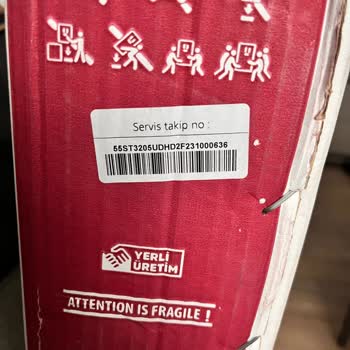 Servis takip no :
55ST3205UDHD2F231000636
YERLİ
ÜRETİM
ATTENTION IS FRAGILE !